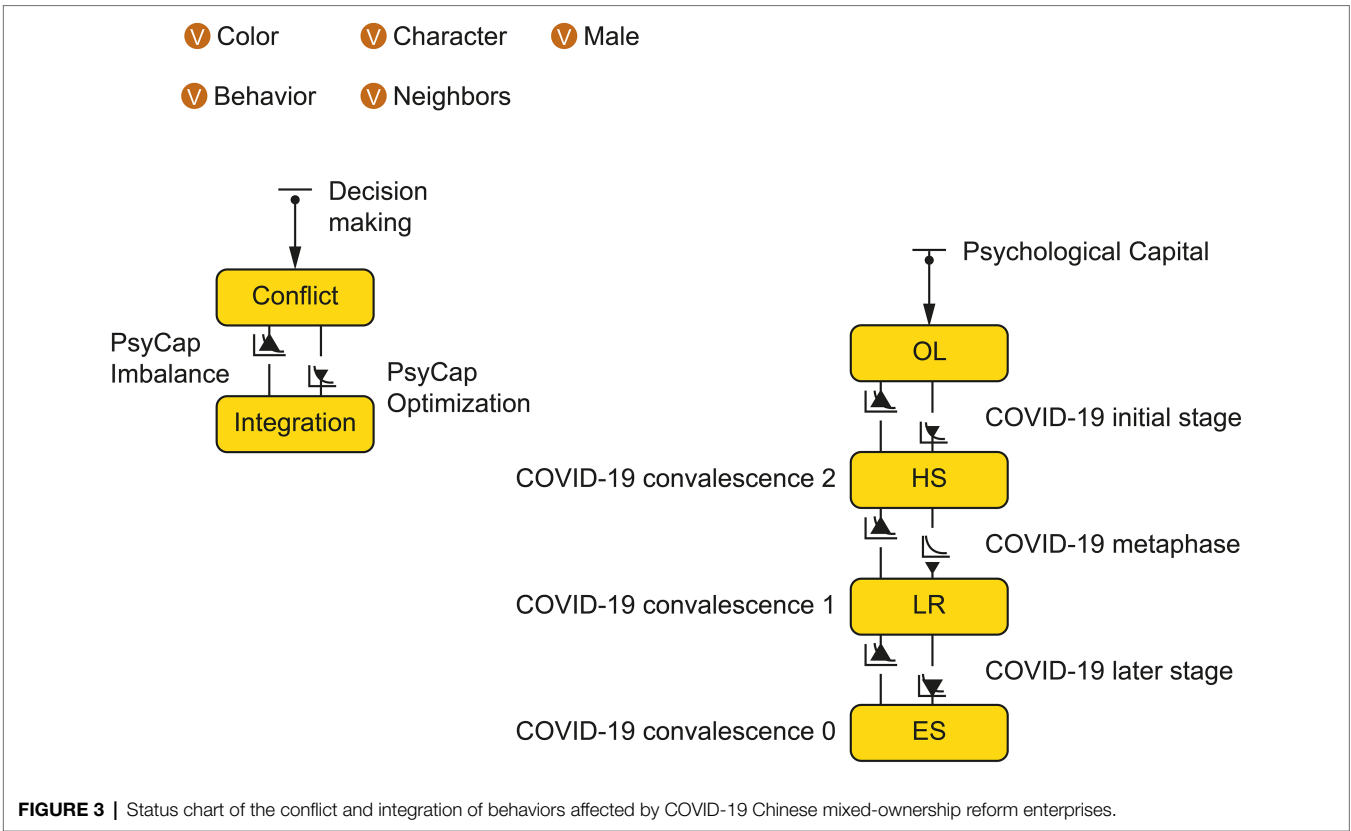 V Color
V Character
V Male
V Behavior
V Neighbors
Decision
making
Conflict
PsyCap
Imbalance
PsyCap
Optimization
Integration
Psychological Capital
OL
COVID-19 initial stage
COVID-19 convalescence 2
HS
COVID-19 metaphase
COVID-19 convalescence 1
LR
COVID-19 later stage
COVID-19 convalescence 0
ES
FIGURE 3 | Status chart of the conflict and integration of behaviors affected by COVID-19 Chinese mixed-ownership reform enterprises.